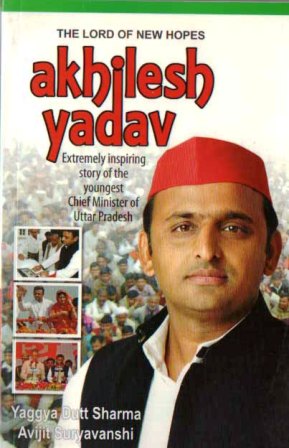 THE LORD OF NEW HOPES
akhilesh
yadav
Extremely inspiring
story of the
youngest
Chief Minister of
Uttar Pradesh
Yaggya Dutt Sharma
Avijit Suryavanshi